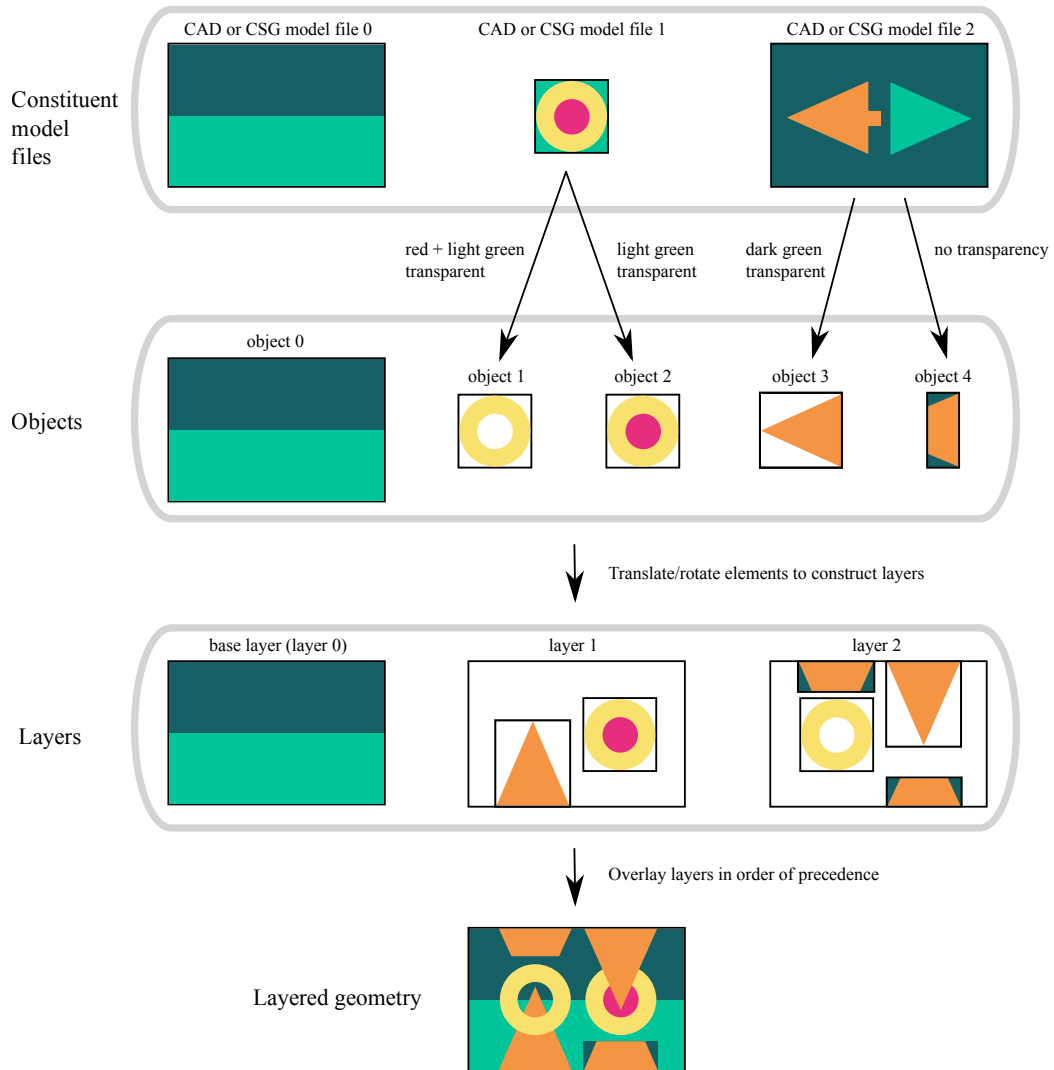 CAD or CSG model file 0
CAD or CSG model file 1
CAD or CSG model file 2
Constituent
model
files
red + light green
transparent
light green
transparent
dark green
transparent
no transparency
object 0
object 1
object 2
object 3
object 4
Objects
Translate/rotate elements to construct layers
base layer (layer 0)
layer 1
layer 2
Layers
Overlay layers in order of precedence
Layered geometry